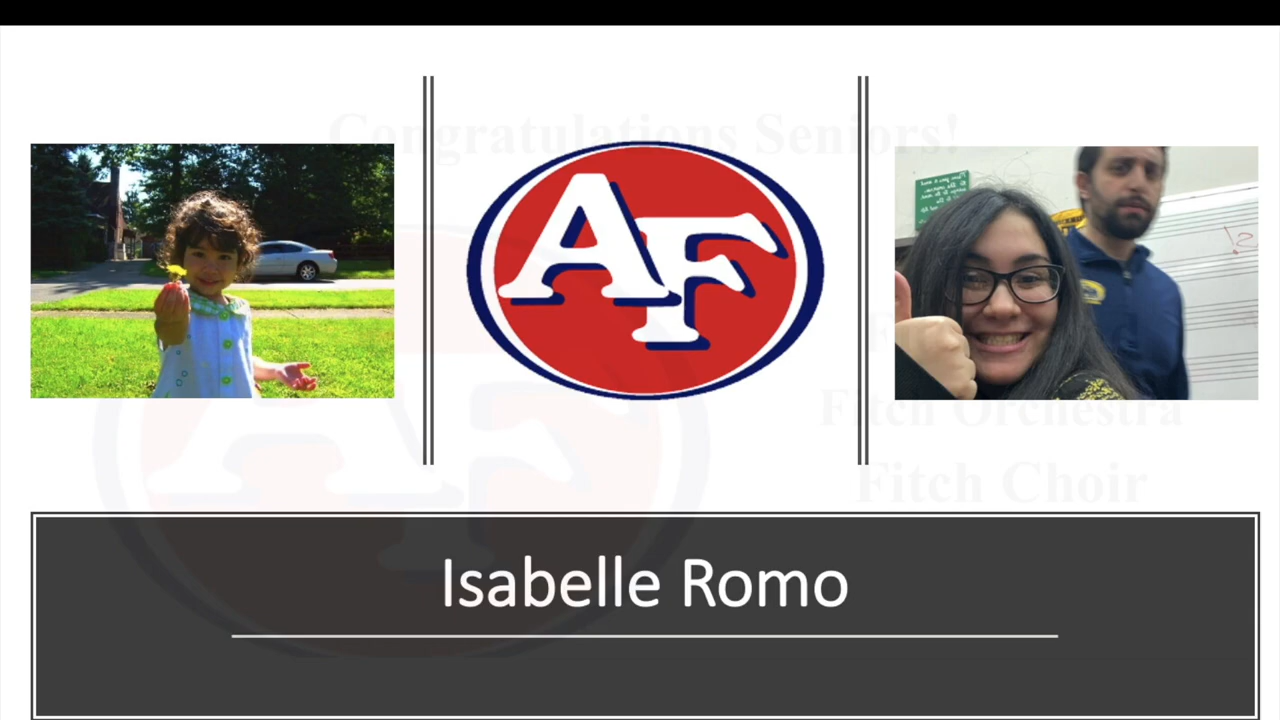 Congratulations Seniors!
AF
Fitch Orchestra
Fitch Choir
Isabelle Romo